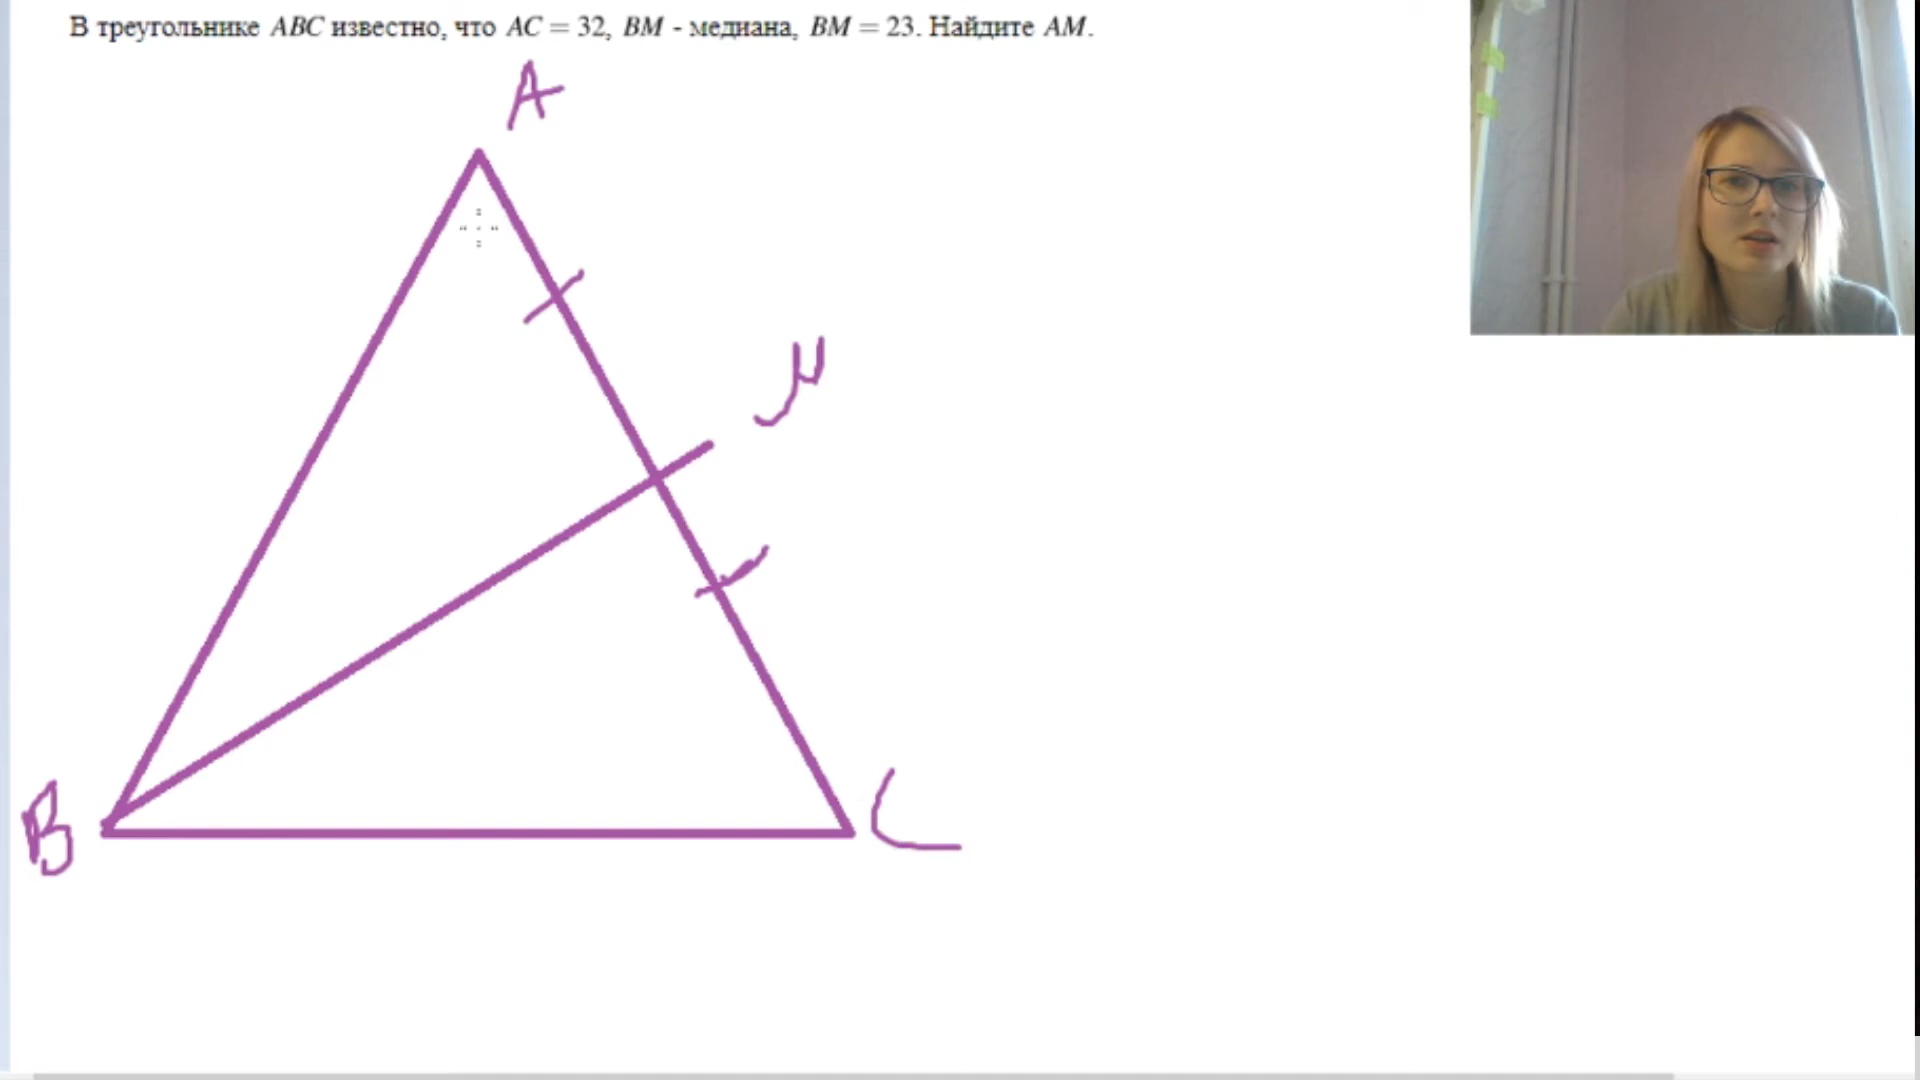 В треугольнике ABC известно, что AC = 32, BM - медиана, BM = 23. Найдите AM.
A
M
B
C